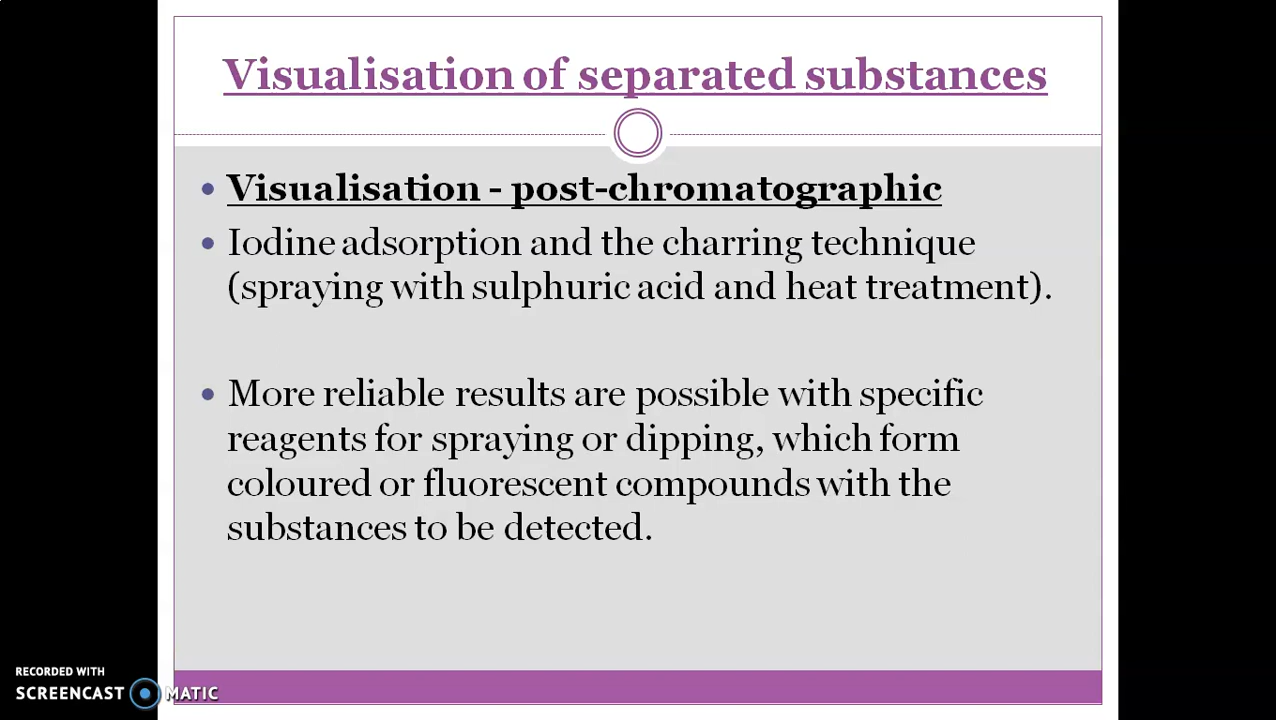 Visualisation of separated substances
• Visualisation - post-chromatographic
• Iodine adsorption and the charring technique
(spraying with sulphuric acid and heat treatment).
• More reliable results are possible with specific
reagents for spraying or dipping, which form
coloured or fluorescent compounds with the
substances to be detected.
RECORDED WITH
SCREENCAST MATIC